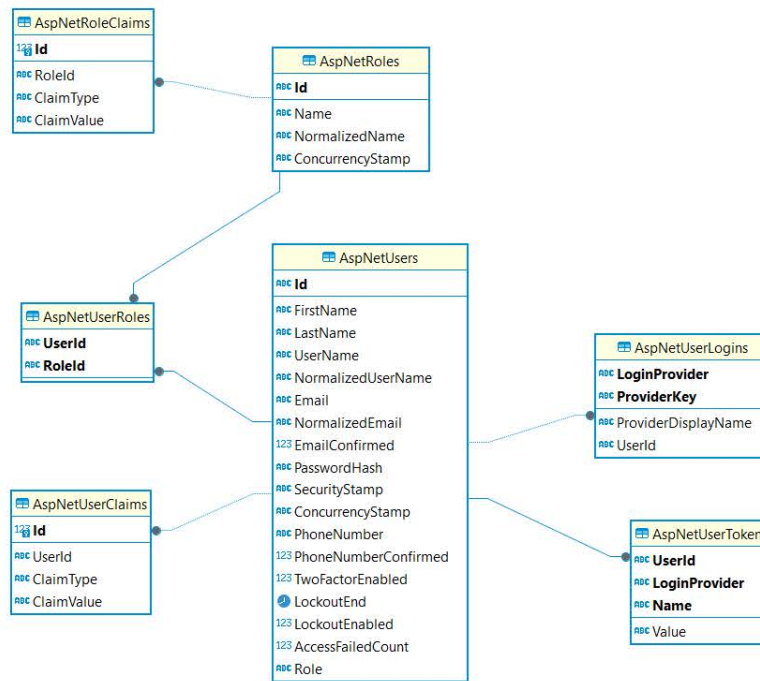 AspNetRoleClaims
Id
RoleId
ClaimType
ClaimValue
AspNetRoles
Id
Name
NormalizedName
ConcurrencyStamp
AspNetUsers
Id
FirstName
LastName
UserName
NormalizedUserName
Email
NormalizedEmail
EmailConfirmed
PasswordHash
SecurityStamp
ConcurrencyStamp
PhoneNumber
PhoneNumberConfirmed
TwoFactorEnabled
LockoutEnd
LockoutEnabled
AccessFailedCount
Role
AspNetUserRoles
UserId
RoleId
AspNetUserLogins
LoginProvider
ProviderKey
ProviderDisplayName
UserId
AspNetUserClaims
Id
UserId
ClaimType
ClaimValue
AspNetUserToken
UserId
LoginProvider
Name
Value